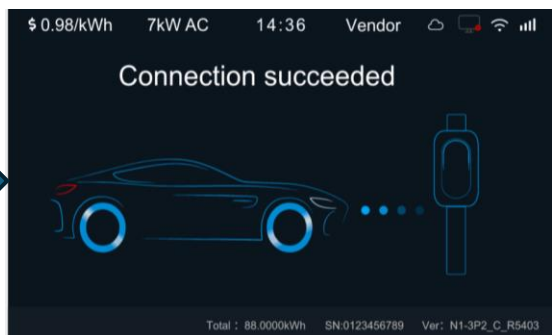 $ 0.98/kWh 7kW AC 14:36 Vendor
Connection succeeded
Total : 88.0000kWh SN:0123456789 Ver: N1-3P2_C_R5403